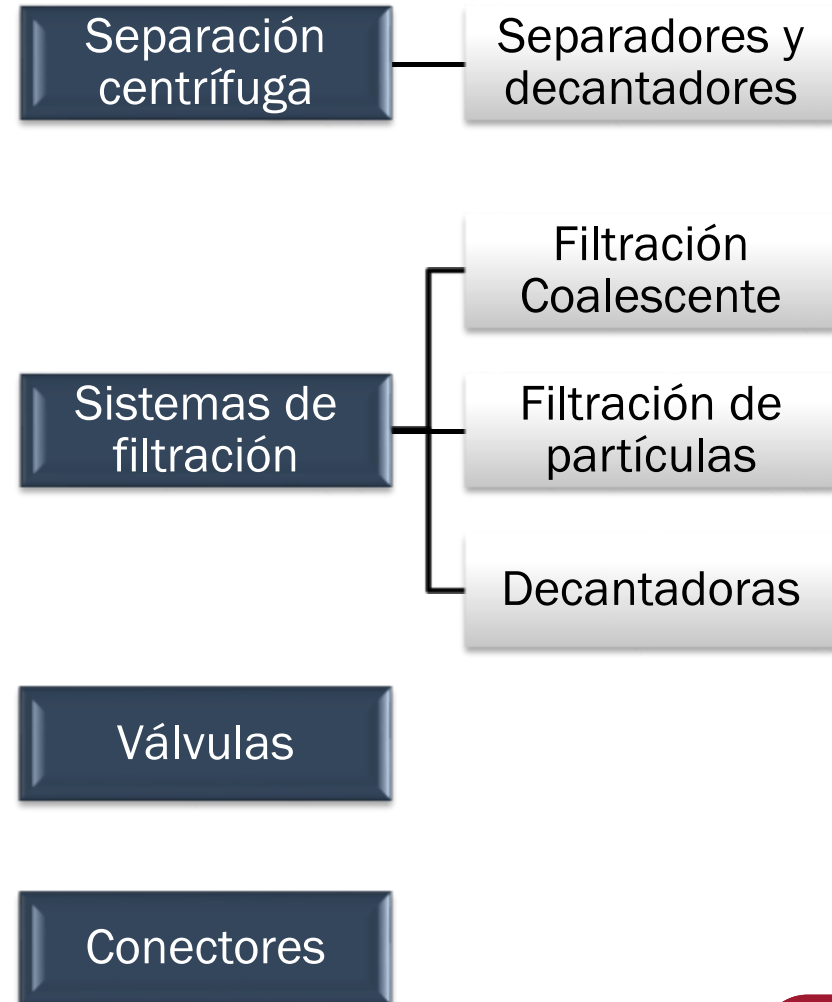 Separación
centrífuga
Separadores y
decantadores
Filtración
Coalescente
Sistemas de
filtración
Filtración de
partículas
Decantadoras
Válvulas
Conectores